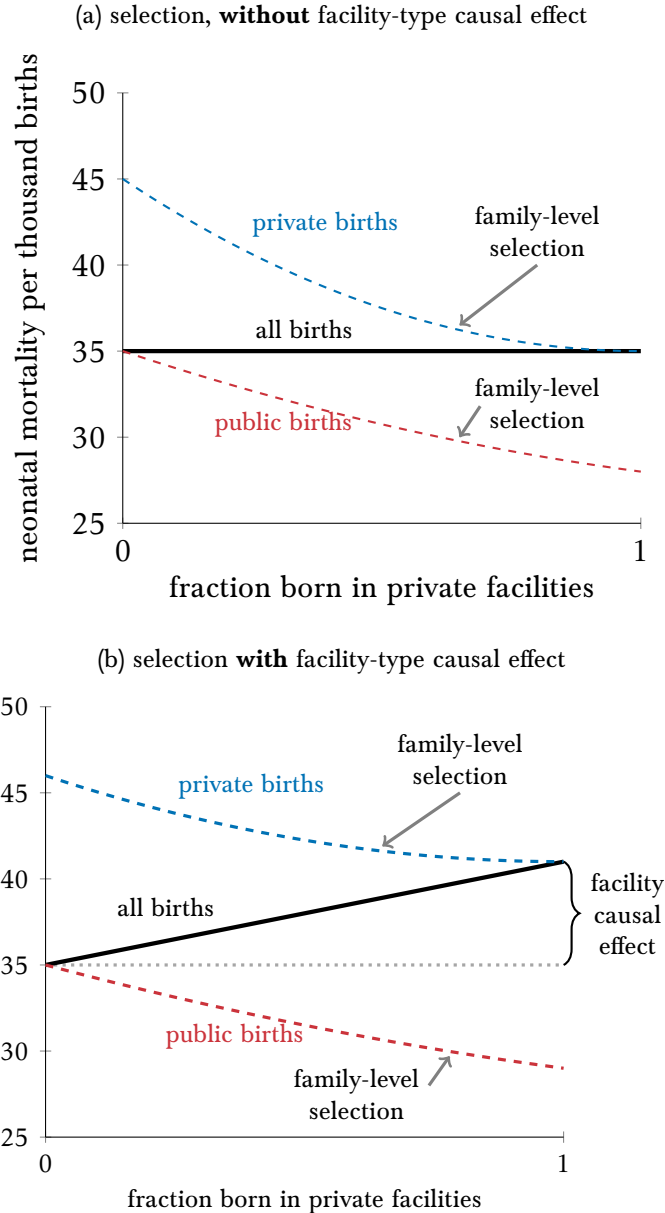 (a) selection, without facility-type causal effect
neonatal mortality per thousand births
50
45
40
35
30
25
private births
family-level
selection
all births
family-level
selection
public births
0
1
fraction born in private facilities
(b) selection with facility-type causal effect
50
45
40
35
30
25
family-level
selection
private births
all births
facility
causal
effect
public births
family-level
selection
0
1
fraction born in private facilities